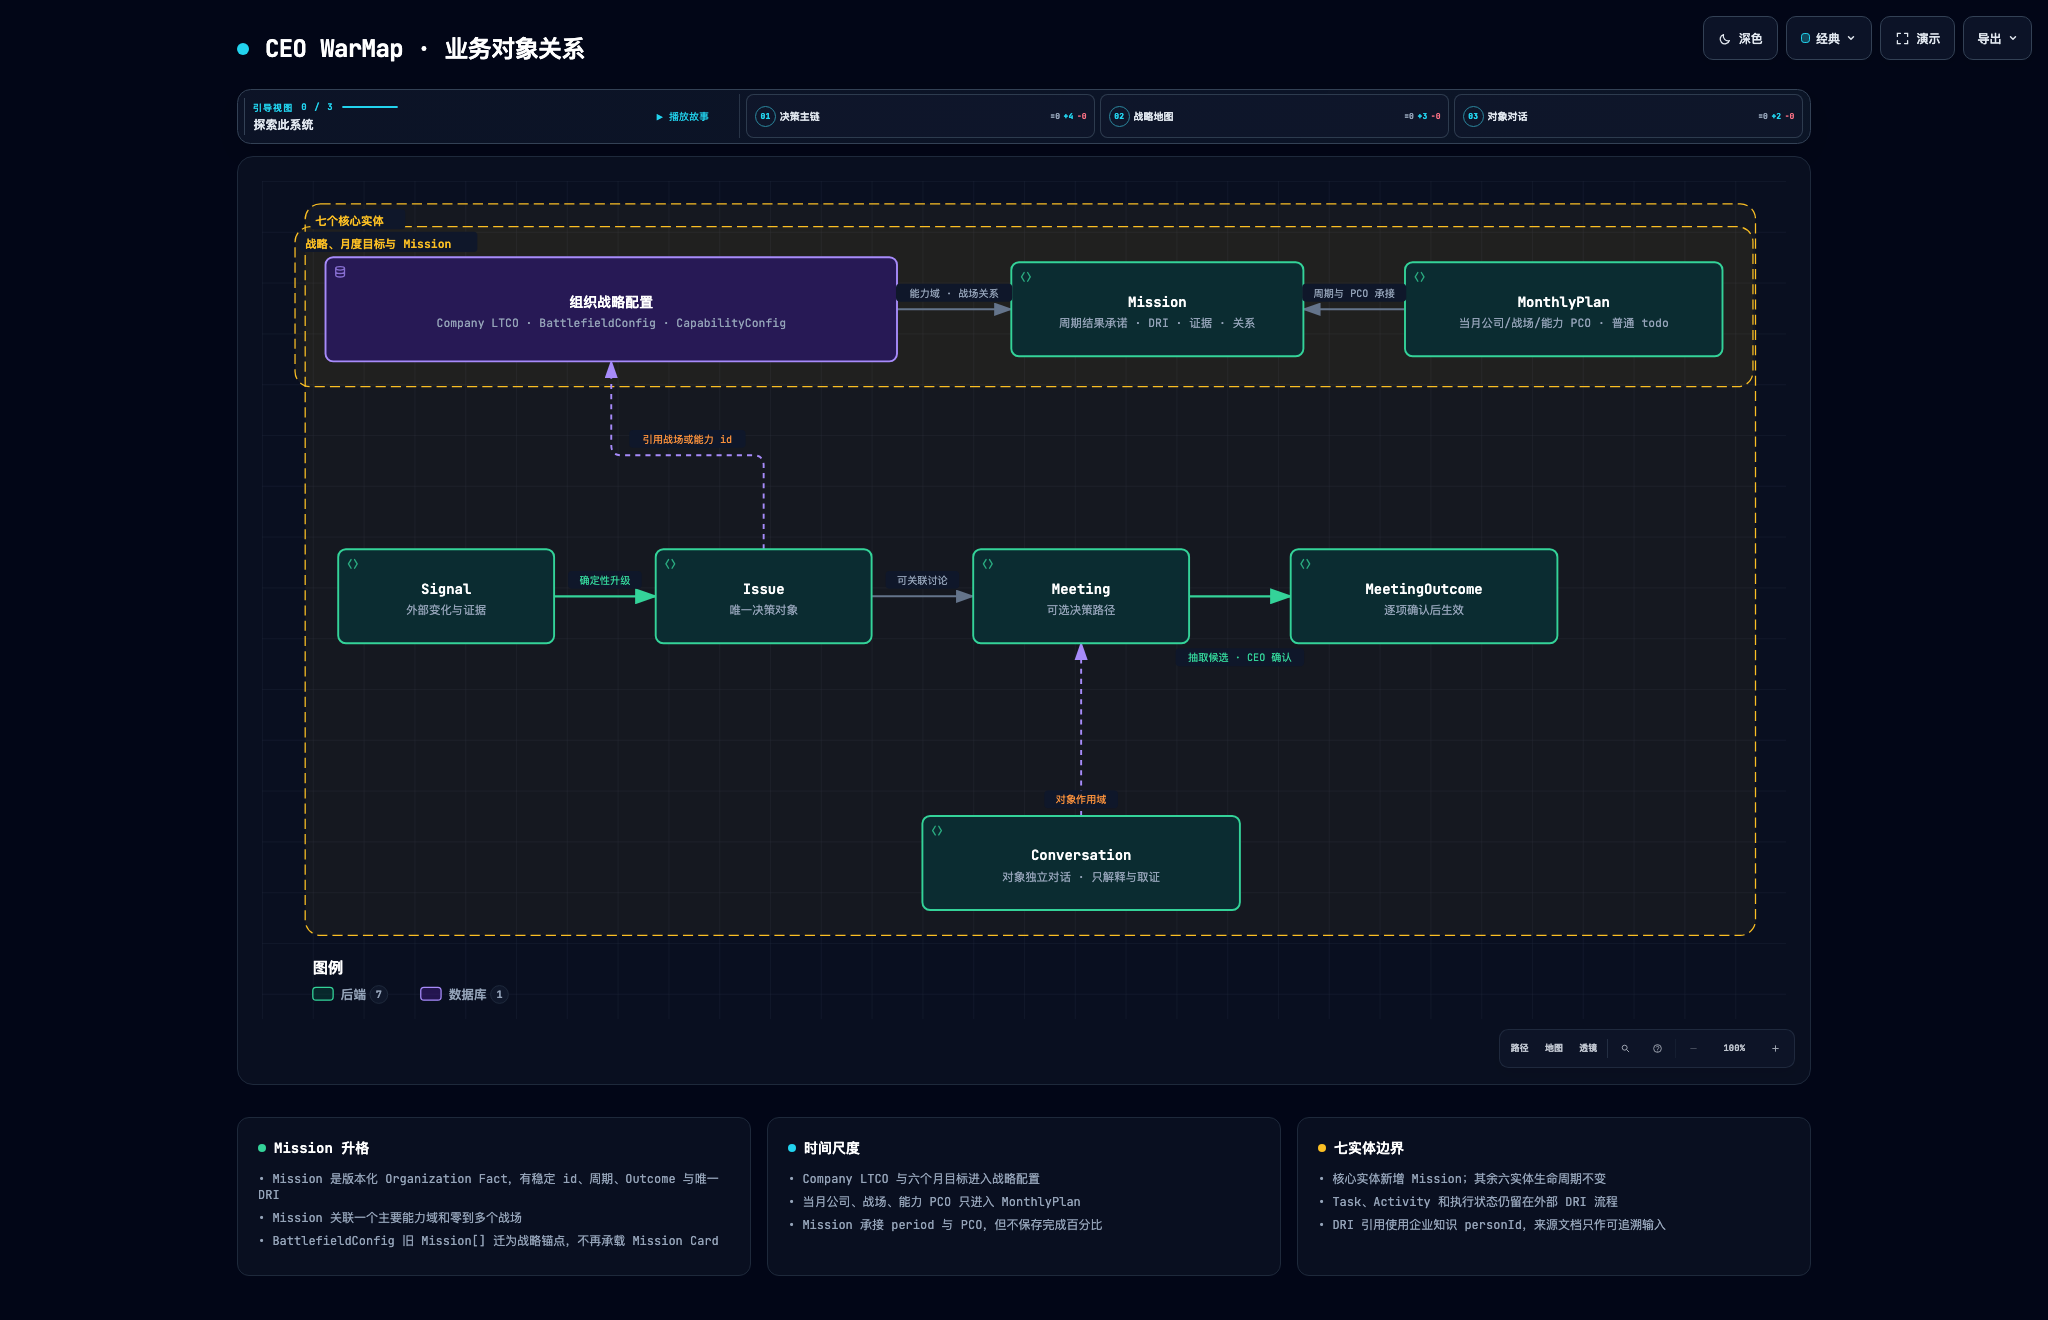 CEO WarMap · 业务对象关系
深色
经典
演示
导出
引导视图 0 / 3
探索此系统
▶ 播放故事
01 决策主链 =0 +4 -0
02 战略地图 =0 +3 -0
03 对象对话 =0 +2 -0
七个核心实体
战略、月度目标与 Mission
组织战略配置
Company LTCO · BattlefieldConfig · CapabilityConfig
能力域 · 战场关系
Mission
周期结果承诺 · DRI · 证据 · 关系
周期与 PCO 承接
MonthlyPlan
当月公司/战场/能力 PCO · 普通 todo
引用战场或能力 id
Signal
外部变化与证据
确定性升级
Issue
唯一决策对象
可关联讨论
Meeting
可选决策路径
MeetingOutcome
逐项确认后生效
抽取候选 · CEO 确认
对象作用域
Conversation
对象独立对话 · 只解释与取证
图例
后端 7
数据库 1
路径 地图 透镜 − 100% +
Mission 升格
• Mission 是版本化 Organization Fact，有稳定 id、周期、Outcome 与唯一
DRI
• Mission 关联一个主要能力域和零到多个战场
• BattlefieldConfig 旧 Mission[] 迁为战略锚点，不再承载 Mission Card
时间尺度
• Company LTCO 与六个月目标进入战略配置
• 当月公司、战场、能力 PCO 只进入 MonthlyPlan
• Mission 承接 period 与 PCO，但不保存完成百分比
七实体边界
• 核心实体新增 Mission；其余六实体生命周期不变
• Task、Activity 和执行状态仍留在外部 DRI 流程
• DRI 引用使用企业知识 personId，来源文档只作可追溯输入